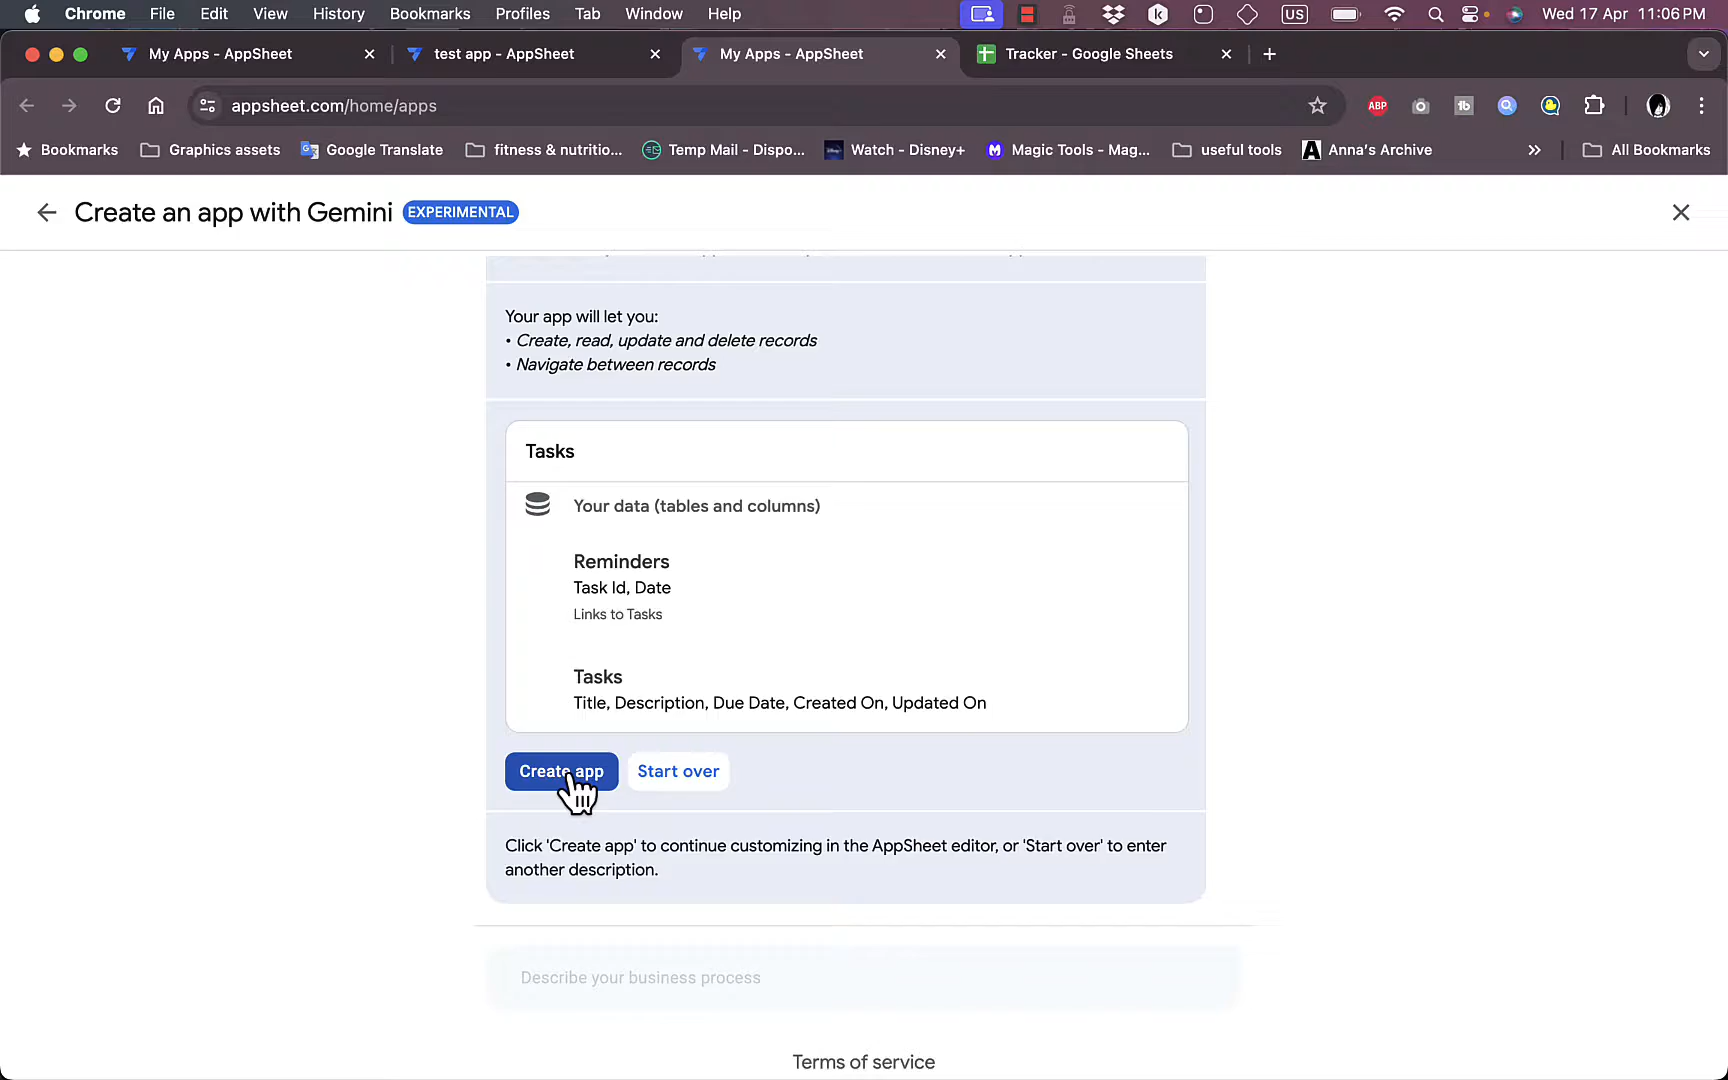 Chrome File Edit View History Bookmarks Profiles Tab Window Help US Wed 17 Apr 11:06 PM
My Apps - AppSheet test app - AppSheet My Apps - AppSheet Tracker - Google Sheets
appsheet.com/home/apps ABP tb
Bookmarks Graphics assets Google Translate fitness & nutritio... Temp Mail - Dispo... Watch - Disney+ Magic Tools - Mag... useful tools Anna's Archive All Bookmarks
Create an app with Gemini EXPERIMENTAL
Your app will let you:
• Create, read, update and delete records
• Navigate between records
Tasks
Your data (tables and columns)
Reminders
Task Id, Date
Links to Tasks
Tasks
Title, Description, Due Date, Created On, Updated On
Create app Start over
Click 'Create app' to continue customizing in the AppSheet editor, or 'Start over' to enter
another description.
Describe your business process
Terms of service